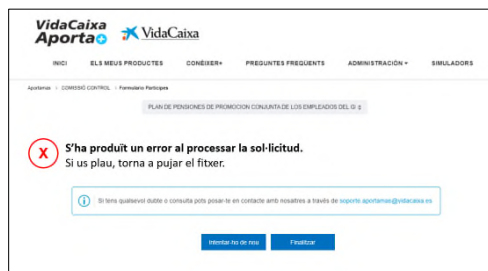 VidaCaixa
Aporta+
VidaCaixa
INICI ELS MEUS PRODUCTES CONÈIXER+ PREGUNTES FREQÜENTS ADMINISTRACIÓN SIMULADORS
Aportamas > COMISSIÓ CONTROL > Formulario Partícipes
PLAN DE PENSIONES DE PROMOCION CONJUNTA DE LOS EMPLEADOS DEL G
X
S'ha produït un error al processar la sol·licitud.
Si us plau, torna a pujar el fitxer.
Si tens qualsevol dubte o consulta pots posar-te en contacte amb nosaltres a través de soporte.aportamas@vidacaixa.es
Intentar-ho de nou Finalitzar